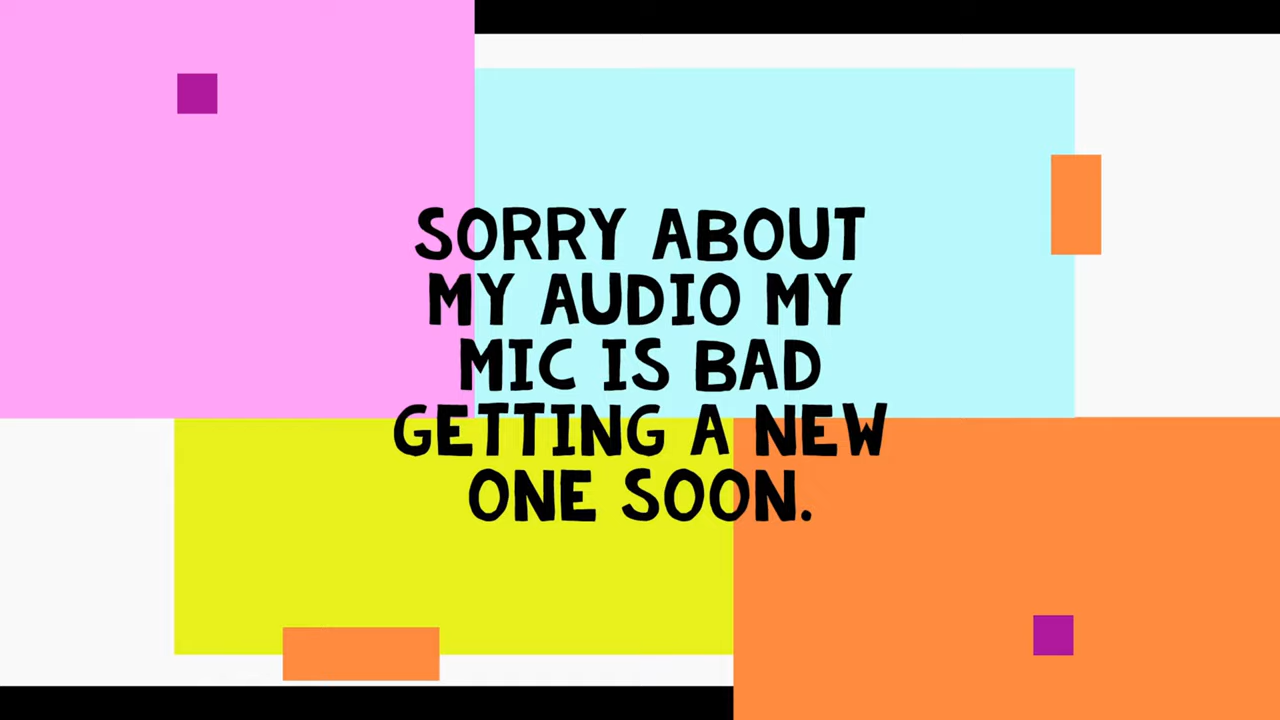 SORRY ABOUT
MY AUDIO MY
MIC IS BAD
GETTING A NEW
ONE SOON.